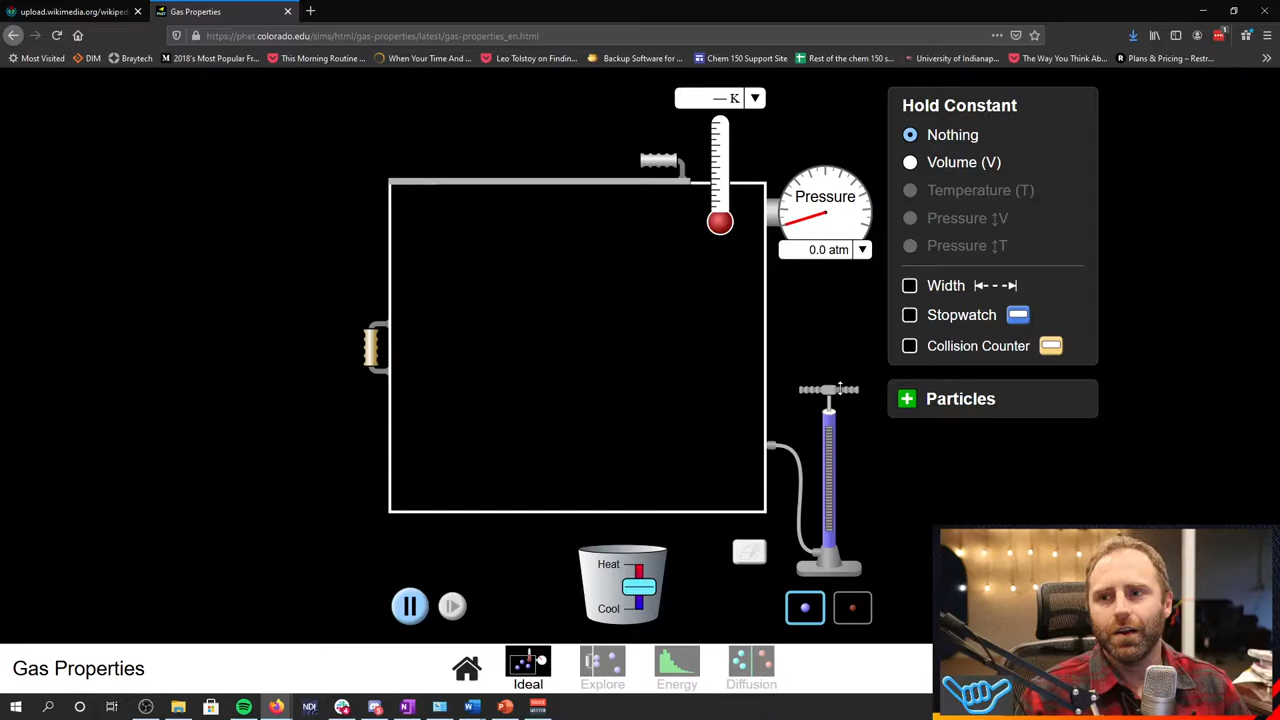 upload.wikimedia.org/wikiped
Gas Properties
https://phet.colorado.edu/sims/html/gas-properties/latest/gas-properties_en.html
Most Visited
DIM
Braytech
2018's Most Popular Fr...
This Morning Routine ...
When Your Time And ...
Leo Tolstoy on Findin...
Backup Software for ...
Chem 150 Support Site
Rest of the chem 150 s...
University of Indianap...
The Way You Think Ab...
Plans & Pricing – Restr...
— K
Pressure
0.0 atm
Hold Constant
Nothing
Volume (V)
Temperature (T)
Pressure ↕V
Pressure ↕T
Width
Stopwatch
Collision Counter
Particles
Heat
Cool
Gas Properties
Ideal
Explore
Energy
Diffusion